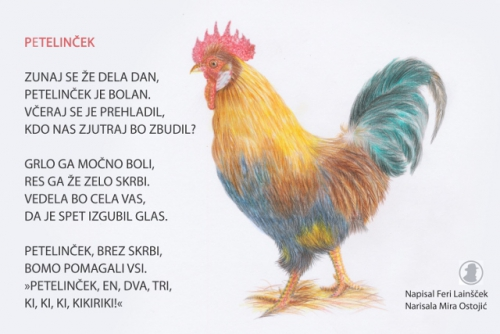 PETELINČEK
ZUNAJ SE ŽE DELA DAN,
PETELINČEK JE BOLAN.
VČERAJ SE JE PREHLADIL,
KDO NAS ZJUTRAJ BO ZBUDIL?
GRLO GA MOČNO BOLI,
RES GA ŽE ZELO SKRBI.
VEDELA BO CELA VAS,
DA JE SPET IZGUBIL GLAS.
PETELINČEK, BREZ SKRBI,
BOMO POMAGALI VSI.
»PETELINČEK, EN, DVA, TRI,
KI, KI, KI, KIKIRIKI!«
Napisal Feri Lainšček
Narisala Mira Ostojić